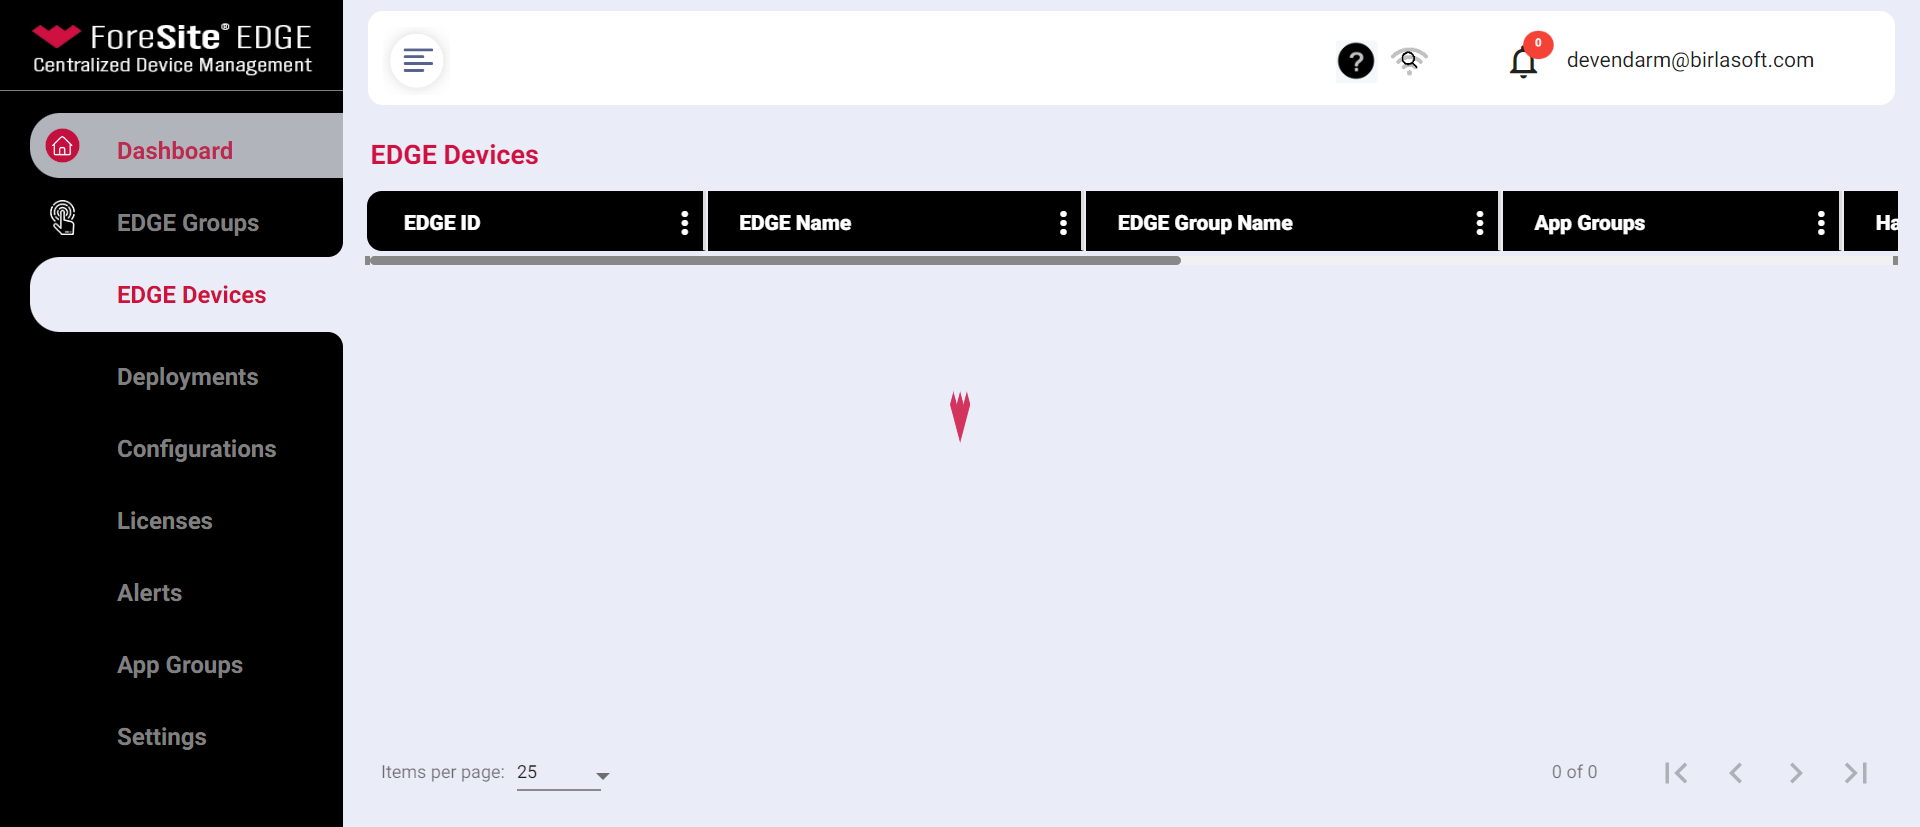 ForeSite® EDGE
Centralized Device Management
Dashboard
EDGE Groups
EDGE Devices
Deployments
Configurations
Licenses
Alerts
App Groups
Settings
?
0
devendarm@birlasoft.com
EDGE Devices
EDGE ID EDGE Name EDGE Group Name App Groups Ha
Items per page: 25
0 of 0